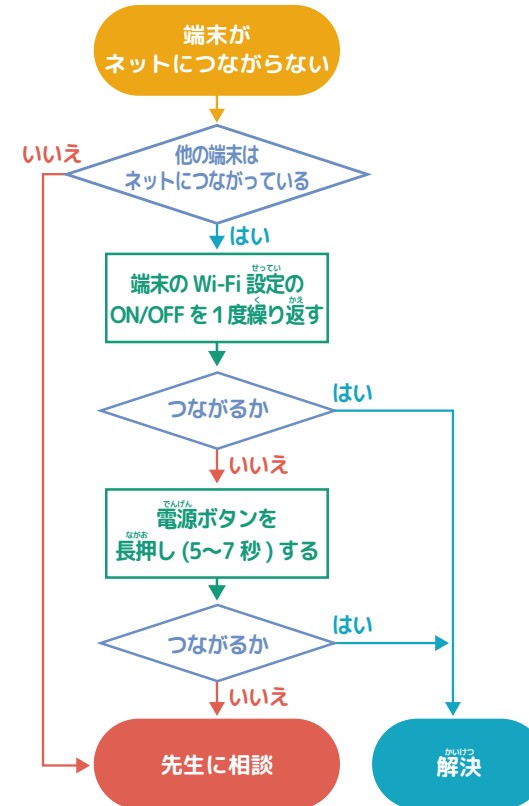 端末が
ネットにつながらない
いいえ
他の端末は
ネットにつながっている
はい
せってい
端末の Wi-Fi 設定の
く かえ
ON/OFF を 1 度繰り返す
つながるか
はい
いいえ
でんげん
電源ボタンを
ながお
長押し (5〜7 秒 ) する
つながるか
はい
いいえ
先生に相談
かいけつ
解決